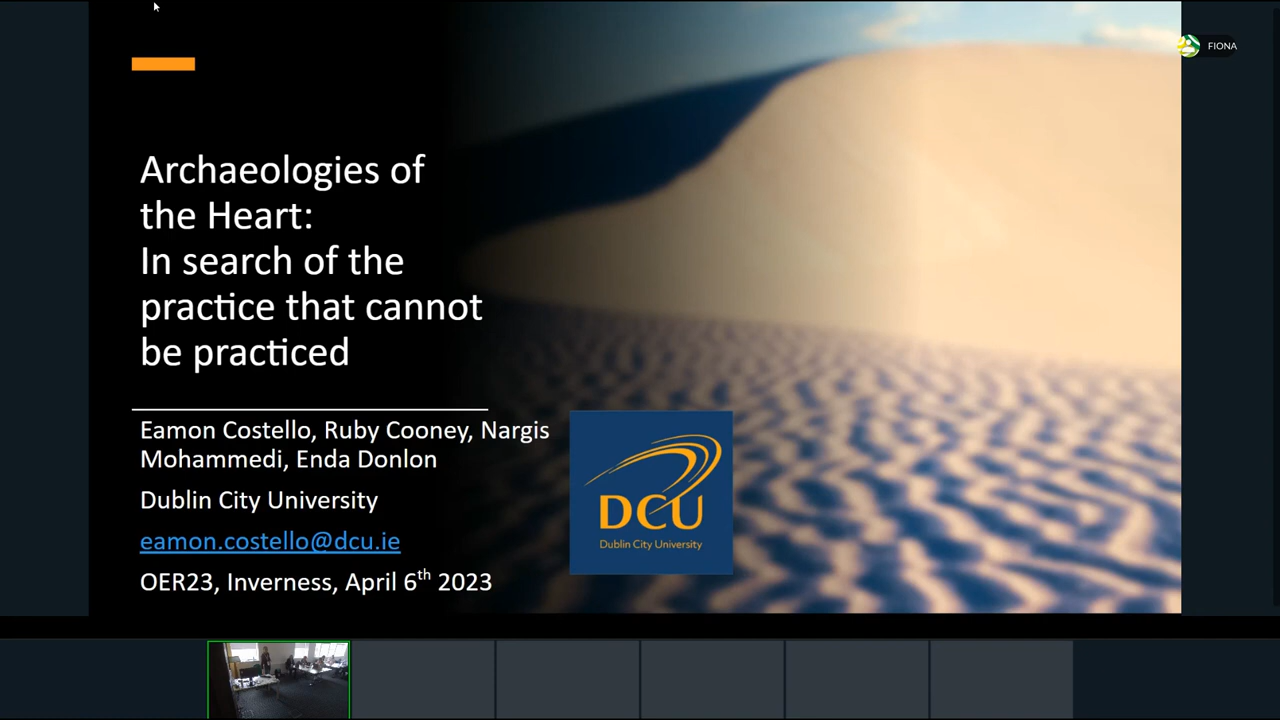 FIONA
Archaeologies of
the Heart:
In search of the
practice that cannot
be practiced
Eamon Costello, Ruby Cooney, Nargis
Mohammedi, Enda Donlon
Dublin City University
eamon.costello@dcu.ie
OER23, Inverness, April 6th 2023
DCU
Dublin City University